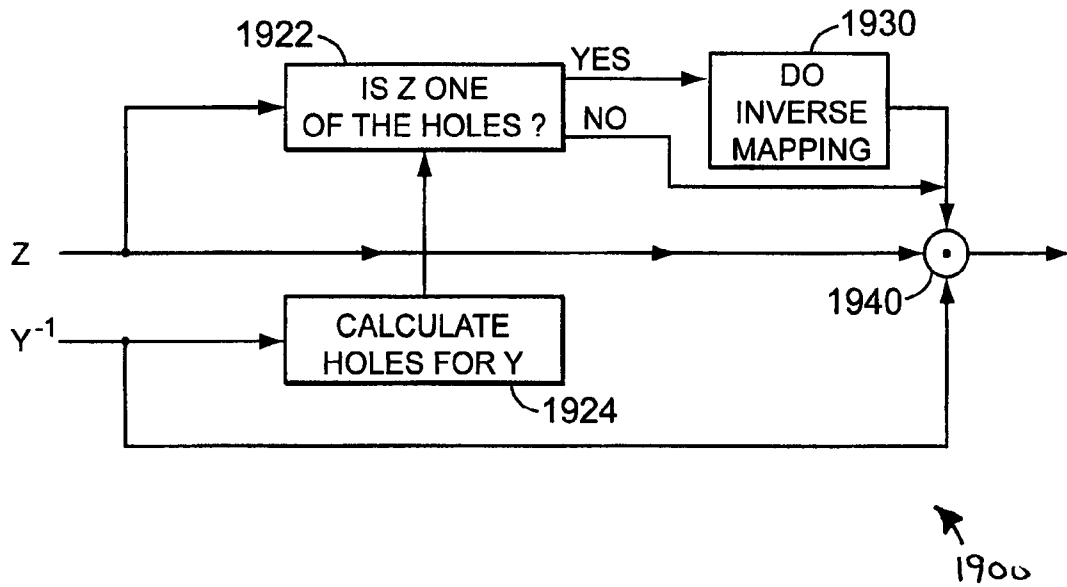 1922
IS Z ONE
OF THE HOLES ?
YES
NO
1930
DO
INVERSE
MAPPING
Z
1940
Y⁻¹
CALCULATE
HOLES FOR Y
1924
1900